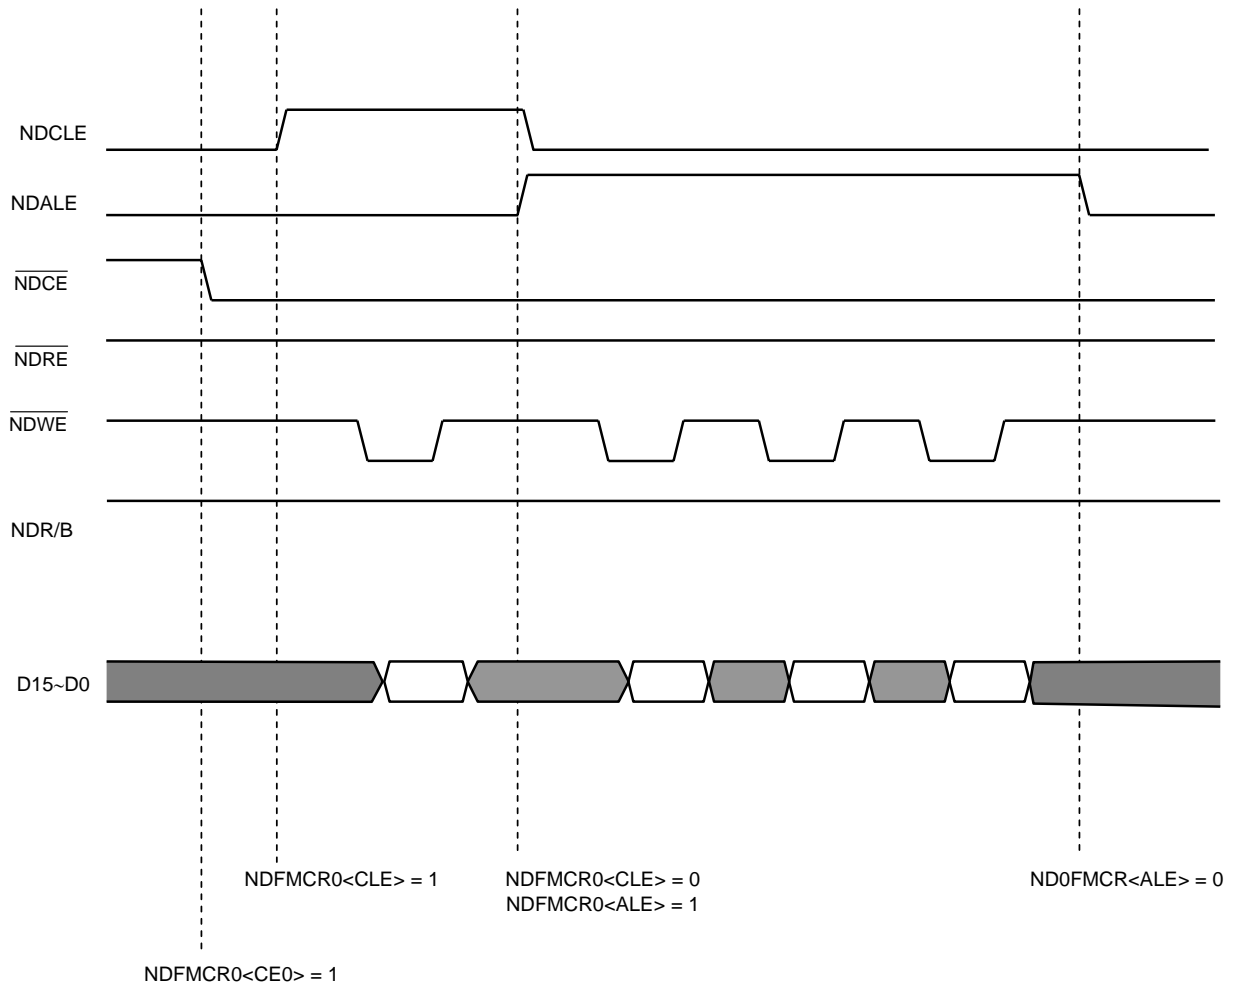 NDCLE
NDALE
NDCE
NDRE
NDWE
NDR/B
D15~D0
NDFMCR0<CLE> = 1
NDFMCR0<CLE> = 0
NDFMCR0<ALE> = 1
ND0FMCR<ALE> = 0
NDFMCR0<CE0> = 1